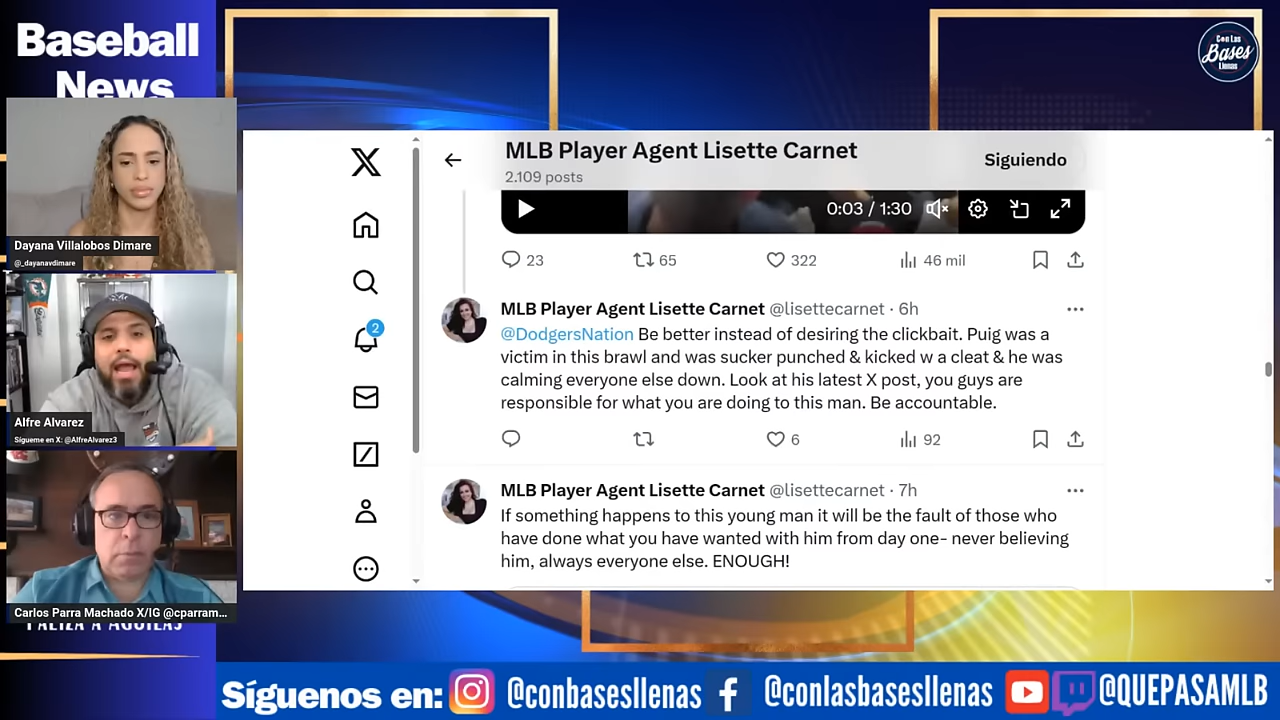 Baseball
News
Con Las
Bases
Llenas
Dayana Villalobos Dimare
@_dayanavdimare
Alfre Alvarez
Sígueme en X: @AlfreAlvarez3
Carlos Parra Machado X/IG @cparram...
PALIZA A AGUILAS
MLB Player Agent Lisette Carnet
2.109 posts
Siguiendo
0:03 / 1:30
23
65
322
46 mil
2
MLB Player Agent Lisette Carnet @lisettecarnet · 6h
@DodgersNation Be better instead of desiring the clickbait. Puig was a
victim in this brawl and was sucker punched & kicked w a cleat & he was
calming everyone else down. Look at his latest X post, you guys are
responsible for what you are doing to this man. Be accountable.
6
92
MLB Player Agent Lisette Carnet @lisettecarnet · 7h
If something happens to this young man it will be the fault of those who
have done what you have wanted with him from day one- never believing
him, always everyone else. ENOUGH!
Síguenos en: @conbasesllenas @conlasbasesllenas @QUEPASAMLB